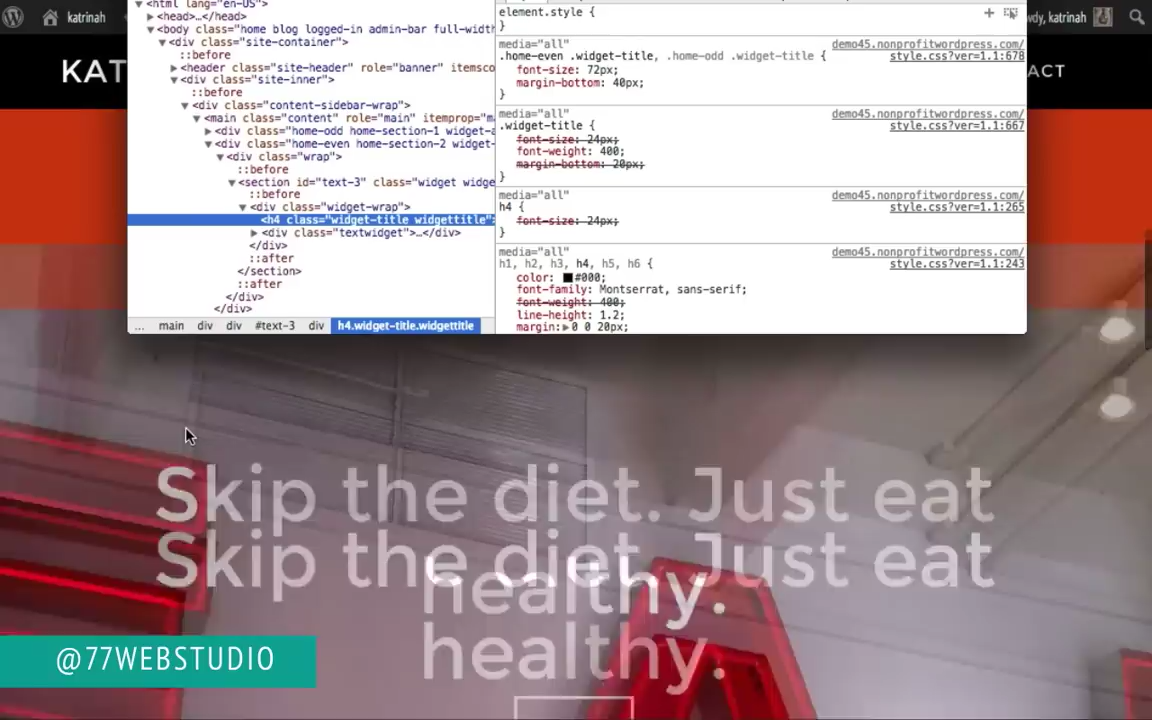 katrinah
dy, katrinah
KAT
ACT
<html lang="en-US">
<head>…</head>
<body class="home blog logged-in admin-bar full-widt
<div class="site-container">
::before
<header class="site-header" role="banner" itemsco
<div class="site-inner">
::before
<div class="content-sidebar-wrap">
<main class="content" role="main" itemprop="ma
<div class="home-odd home-section-1 widget-a
<div class="home-even home-section-2 widget-
<div class="wrap">
::before
<section id="text-3" class="widget widge
::before
<div class="widget-wrap">
<h4 class="widget-title widgettitle">
<div class="textwidget">…</div>
</div>
::after
</section>
::after
</div>
</div>
... main div div #text-3 div h4.widget-title.widgettitle
element.style {
}
media="all" demo45.nonprofitwordpress.com/
.home-even .widget-title, .home-odd .widget-title { style.css?ver=1.1:678
font-size: 72px;
margin-bottom: 40px;
}
media="all" demo45.nonprofitwordpress.com/
.widget-title { style.css?ver=1.1:667
font-size: 24px;
font-weight: 400;
margin-bottom: 20px;
}
media="all" demo45.nonprofitwordpress.com/
h4 { style.css?ver=1.1:265
font-size: 24px;
}
media="all" demo45.nonprofitwordpress.com/
h1, h2, h3, h4, h5, h6 { style.css?ver=1.1:243
color: #000;
font-family: Montserrat, sans-serif;
font-weight: 400;
line-height: 1.2;
margin: 0 0 20px;
Skip the diet. Just eat
Skip the diet. Just eat
healthy.
healthy.
@77WEBSTUDIO